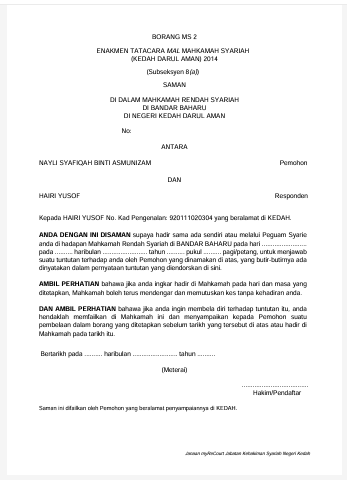 BORANG MS 2
ENAKMEN TATACARA MAL MAHKAMAH SYARIAH
(KEDAH DARUL AMAN) 2014
(Subseksyen 8(a))
SAMAN
DI DALAM MAHKAMAH RENDAH SYARIAH
DI BANDAR BAHARU
DI NEGERI KEDAH DARUL AMAN
No:
ANTARA
NAYLI SYAFIQAH BINTI ASMUNIZAM Pemohon
DAN
HAIRI YUSOF Responden
Kepada HAIRI YUSOF No. Kad Pengenalan: 920111020304 yang beralamat di KEDAH.
ANDA DENGAN INI DISAMAN supaya hadir sama ada sendiri atau melalui Peguam Syarie
anda di hadapan Mahkamah Rendah Syariah di BANDAR BAHARU pada hari ........................
pada .......... haribulan ........................ tahun .......... pukul .......... pagi/petang, untuk menjawab
suatu tuntutan terhadap anda oleh Pemohon yang dinamakan di atas, yang butir-butirnya ada
dinyatakan dalam pernyataan tuntutan yang diendorskan di sini.
AMBIL PERHATIAN bahawa jika anda ingkar hadir di Mahkamah pada hari dan masa yang
ditetapkan, Mahkamah boleh terus mendengar dan memutuskan kes tanpa kehadiran anda.
DAN AMBIL PERHATIAN bahawa jika anda ingin membela diri terhadap tuntutan itu, anda
hendaklah memfailkan di Mahkamah ini dan menyampaikan kepada Pemohon suatu
pembelaan dalam borang yang ditetapkan sebelum tarikh yang tersebut di atas atau hadir di
Mahkamah pada tarikh itu.
Bertarikh pada .......... haribulan ........................ tahun ..........
(Meterai)
....................................
Hakim/Pendaftar
Saman ini difailkan oleh Pemohon yang beralamat penyampaiannya di KEDAH.
Janaan myReCourt Jabatan Kehakiman Syariah Negeri Kedah